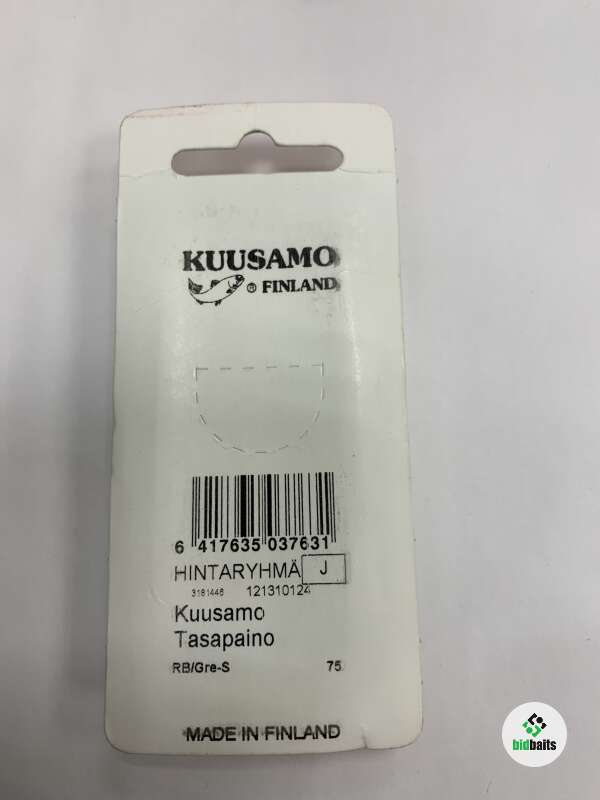 KUUSAMO
® FINLAND
6 417635 037631
HINTARYHMÄ J
3181446 121310124
Kuusamo
Tasapaino
RB/Gre-S 75
MADE IN FINLAND
bidbaits